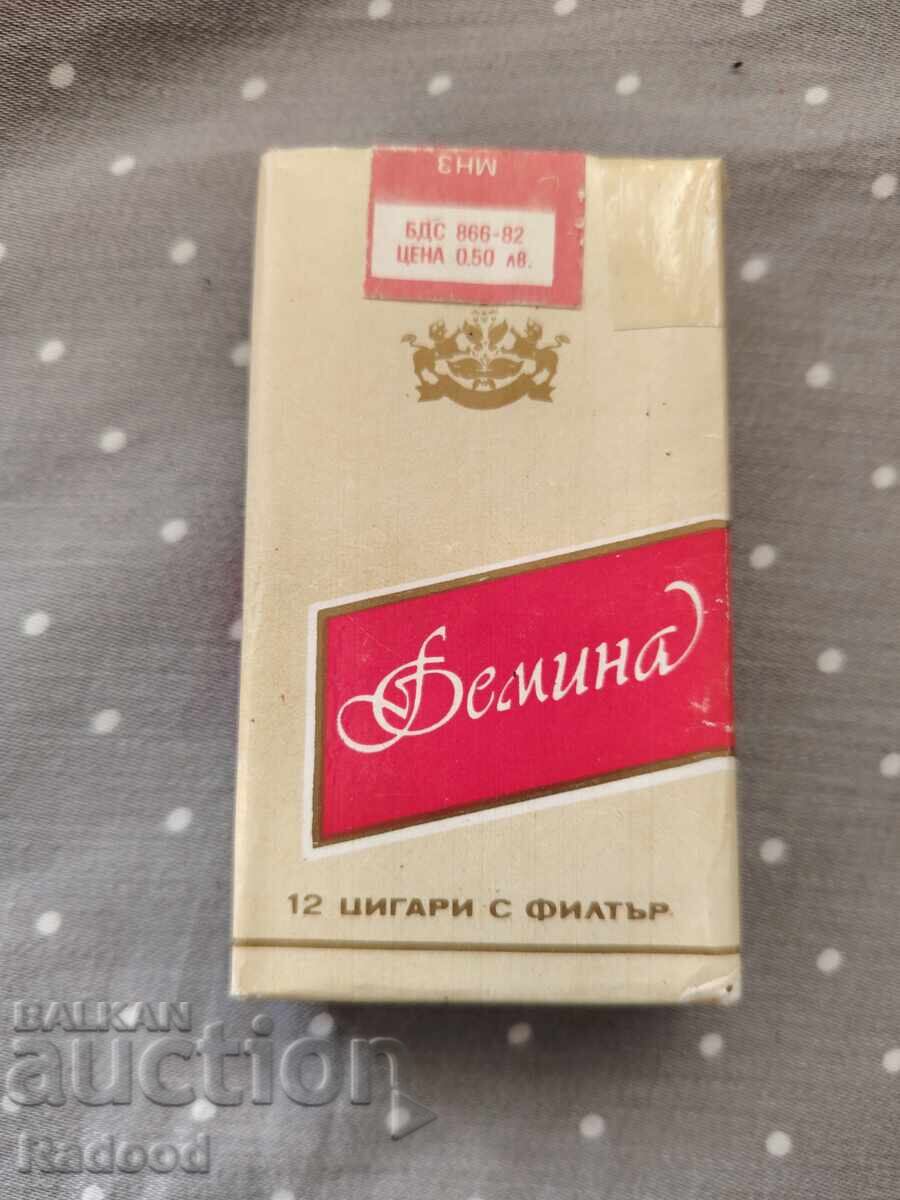 МНЗ
БДС 866-82
ЦЕНА 0.50 лв.
Фемина
12 ЦИГАРИ С ФИЛТЪР
BALKAN
auction
Radood